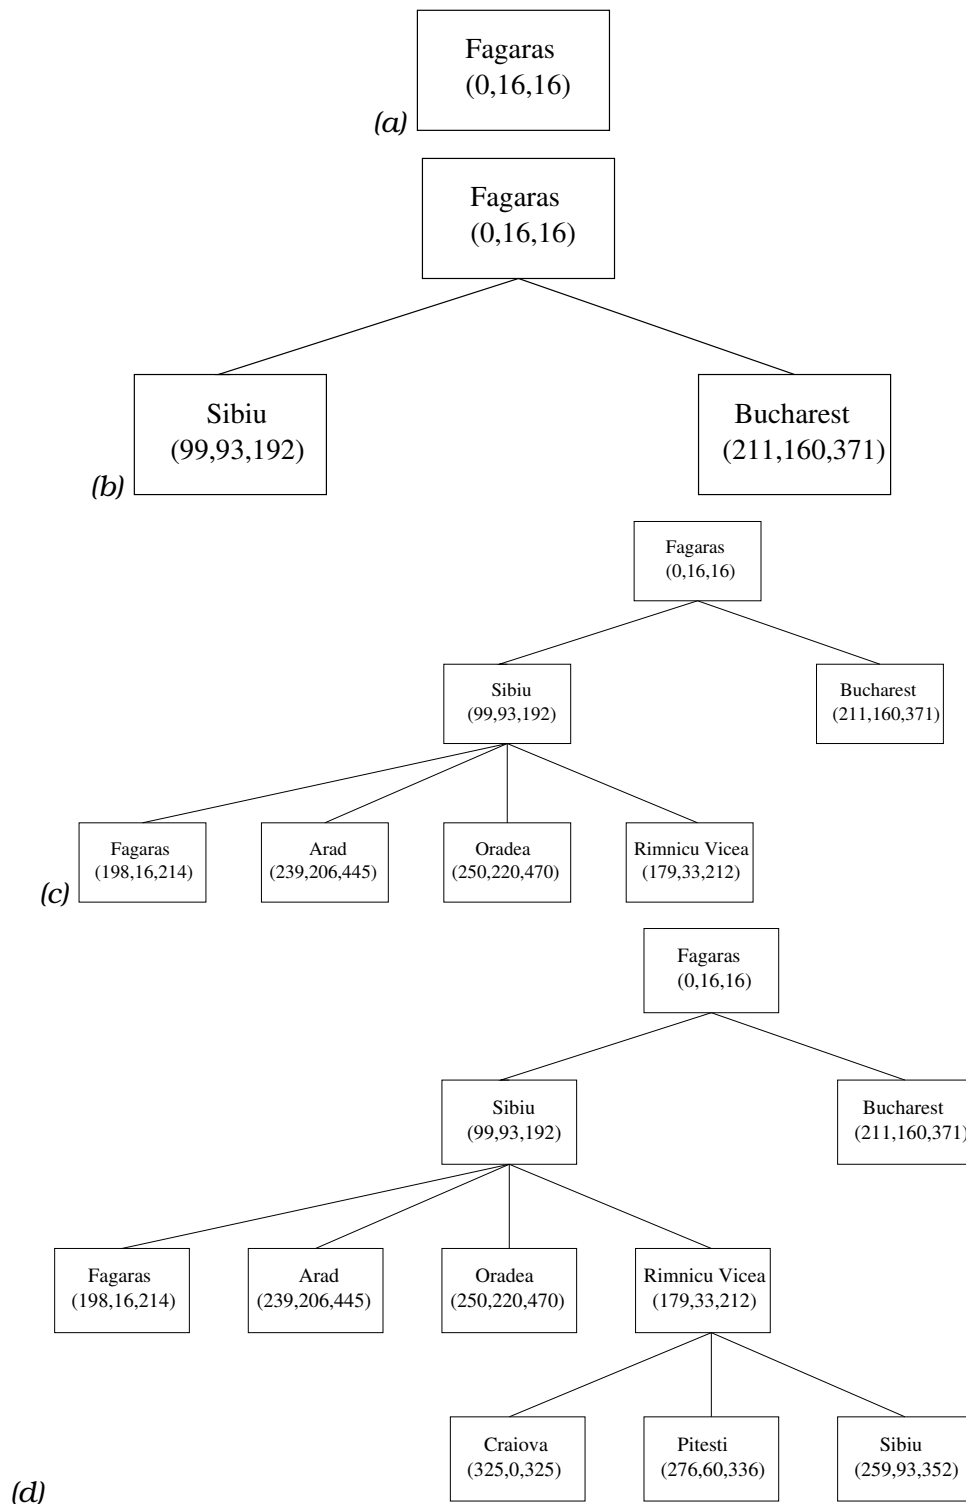 Fagaras
(0,16,16)
(a)
Fagaras
(0,16,16)
Sibiu
(99,93,192)
Bucharest
(211,160,371)
(b)
Fagaras
(0,16,16)
Sibiu
(99,93,192)
Bucharest
(211,160,371)
Fagaras
(198,16,214)
Arad
(239,206,445)
Oradea
(250,220,470)
Rimnicu Vicea
(179,33,212)
(c)
Fagaras
(0,16,16)
Sibiu
(99,93,192)
Bucharest
(211,160,371)
Fagaras
(198,16,214)
Arad
(239,206,445)
Oradea
(250,220,470)
Rimnicu Vicea
(179,33,212)
Craiova
(325,0,325)
Pitesti
(276,60,336)
Sibiu
(259,93,352)
(d)